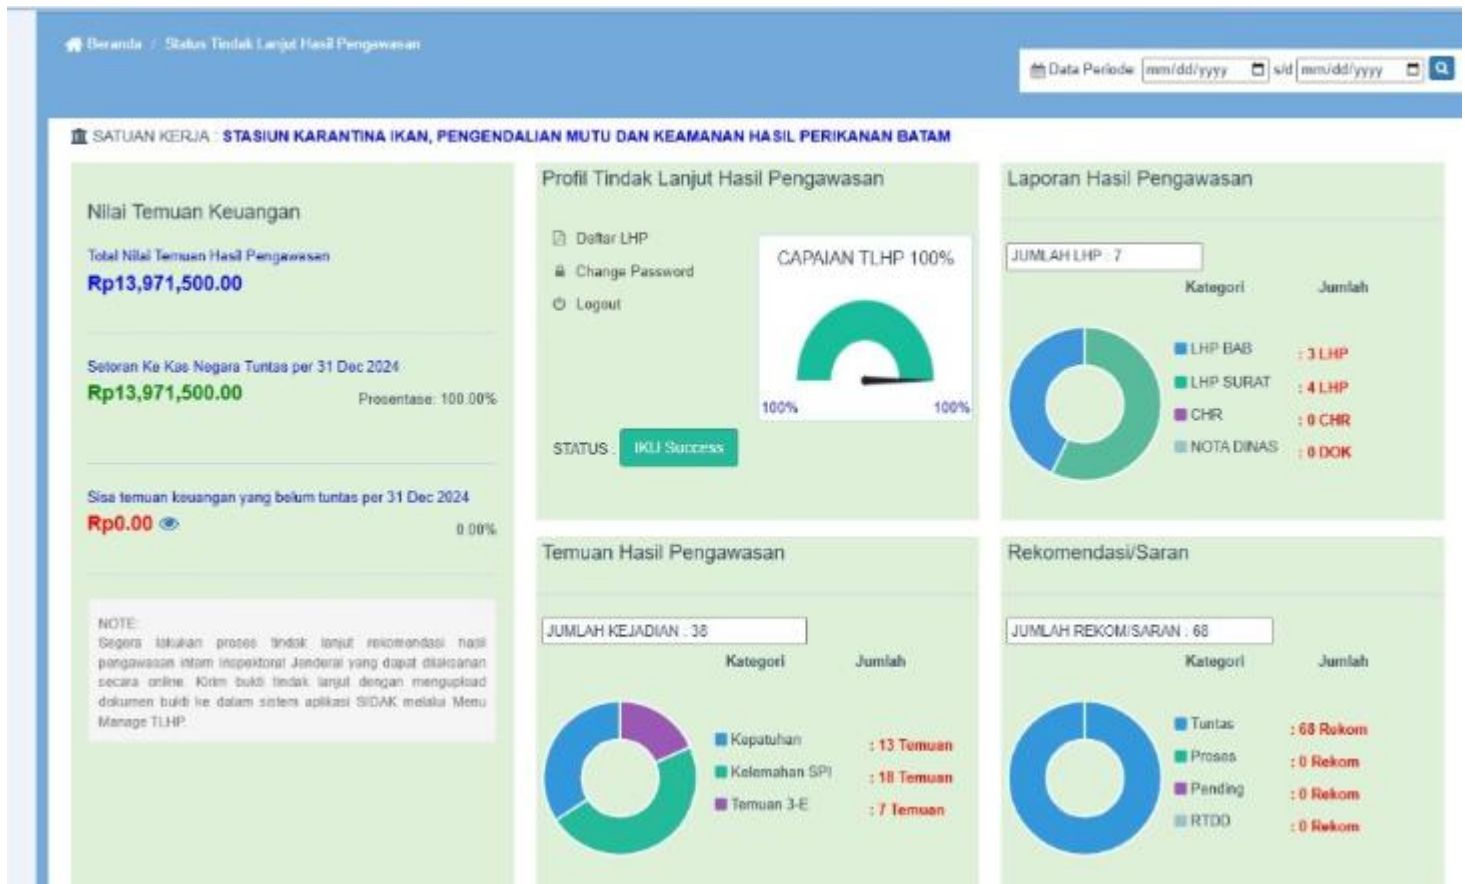 Beranda / Status Tindak Lanjut Hasil Pengawasan
Data Periode: mm/dd/yyyy s/d mm/dd/yyyy
SATUAN KERJA : STASIUN KARANTINA IKAN, PENGENDALIAN MUTU DAN KEAMANAN HASIL PERIKANAN BATAM
Nilai Temuan Keuangan
Total Nilai Temuan Hasil Pengawasan
Rp13,971,500.00
Setoran Ke Kas Negara Tuntas per 31 Dec 2024
Rp13,971,500.00
Prosentase: 100.00%
Sisa temuan keuangan yang belum tuntas per 31 Dec 2024
Rp0.00
0.00%
NOTE:
Segera lakukan proses tindak lanjut rekomendasi hasil
pengawasan intern Inspektorat Jenderal yang dapat dilaksanan
secara online. Kirim bukti tindak lanjut dengan mengupload
dokumen bukti ke dalam sistem aplikasi SIDAK melalui Menu
Manage TLHP.
Profil Tindak Lanjut Hasil Pengawasan
Daftar LHP
Change Password
Logout
CAPAIAN TLHP 100%
100% 100%
STATUS : IKU Success
Laporan Hasil Pengawasan
JUMLAH LHP : 7
Kategori Jumlah
LHP BAB : 3 LHP
LHP SURAT : 4 LHP
CHR : 0 CHR
NOTA DINAS : 0 DOK
Temuan Hasil Pengawasan
JUMLAH KEJADIAN : 38
Kategori Jumlah
Kepatuhan : 13 Temuan
Kelemahan SPI : 18 Temuan
Temuan 3-E : 7 Temuan
Rekomendasi/Saran
JUMLAH REKOM/SARAN : 68
Kategori Jumlah
Tuntas : 68 Rekom
Proses : 0 Rekom
Pending : 0 Rekom
RTDD : 0 Rekom